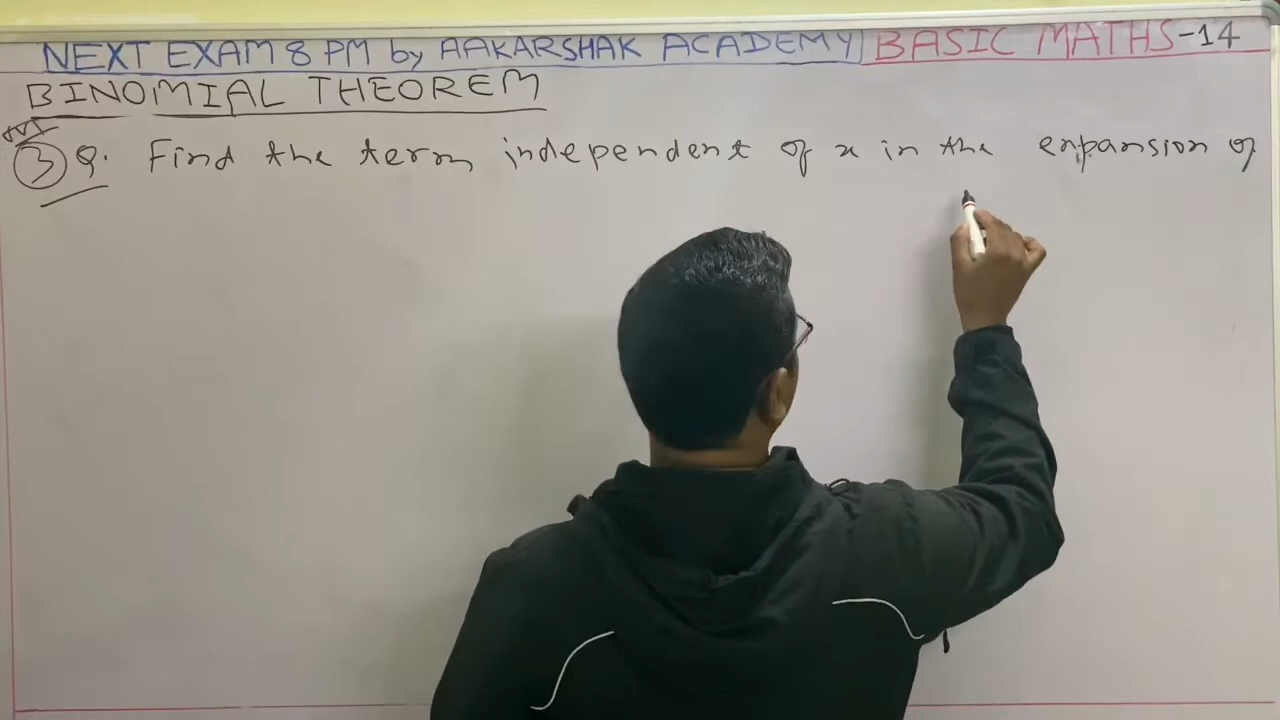 NEXT EXAM 8 PM by AAKARSHAK ACADEMY BASIC MATHS-14
BINOMIAL THEOREM
3 Q. Find the term independent of x in the expansion of